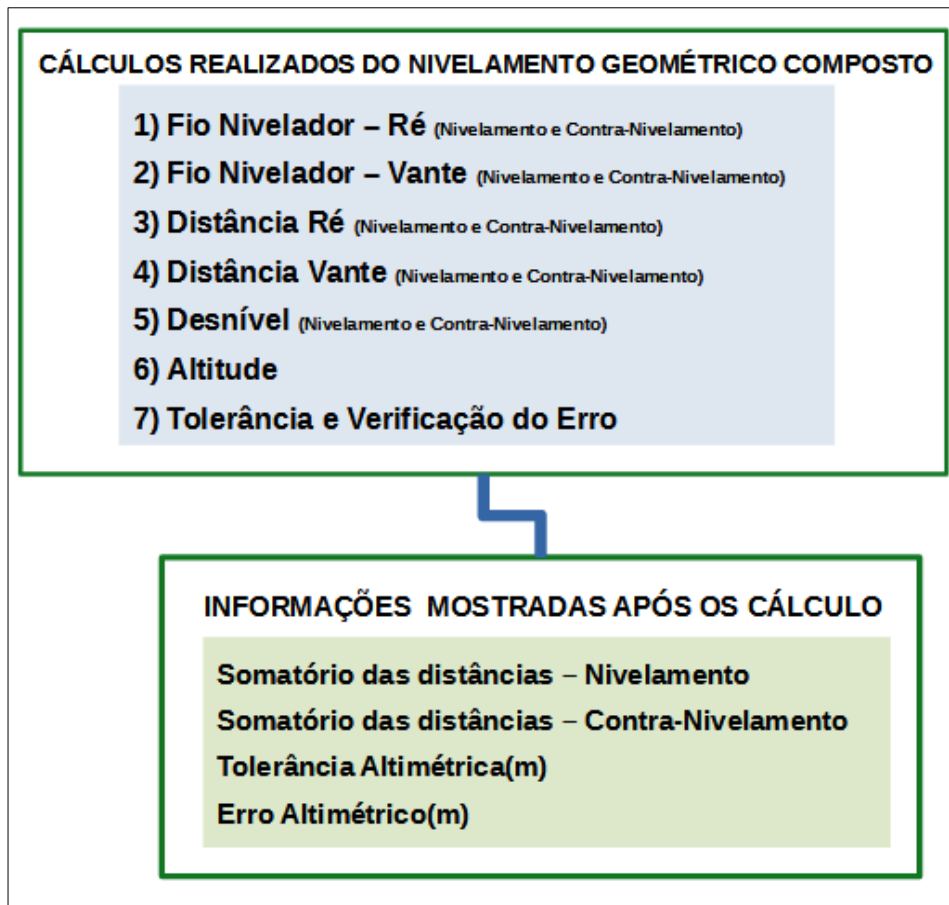 CÁLCULOS REALIZADOS DO NIVELAMENTO GEOMÉTRICO COMPOSTO
1) Fio Nivelador – Ré (Nivelamento e Contra-Nivelamento)
2) Fio Nivelador – Vante (Nivelamento e Contra-Nivelamento)
3) Distância Ré (Nivelamento e Contra-Nivelamento)
4) Distância Vante (Nivelamento e Contra-Nivelamento)
5) Desnível (Nivelamento e Contra-Nivelamento)
6) Altitude
7) Tolerância e Verificação do Erro
INFORMAÇÕES MOSTRADAS APÓS OS CÁLCULO
Somatório das distâncias – Nivelamento
Somatório das distâncias – Contra-Nivelamento
Tolerância Altimétrica(m)
Erro Altimétrico(m)